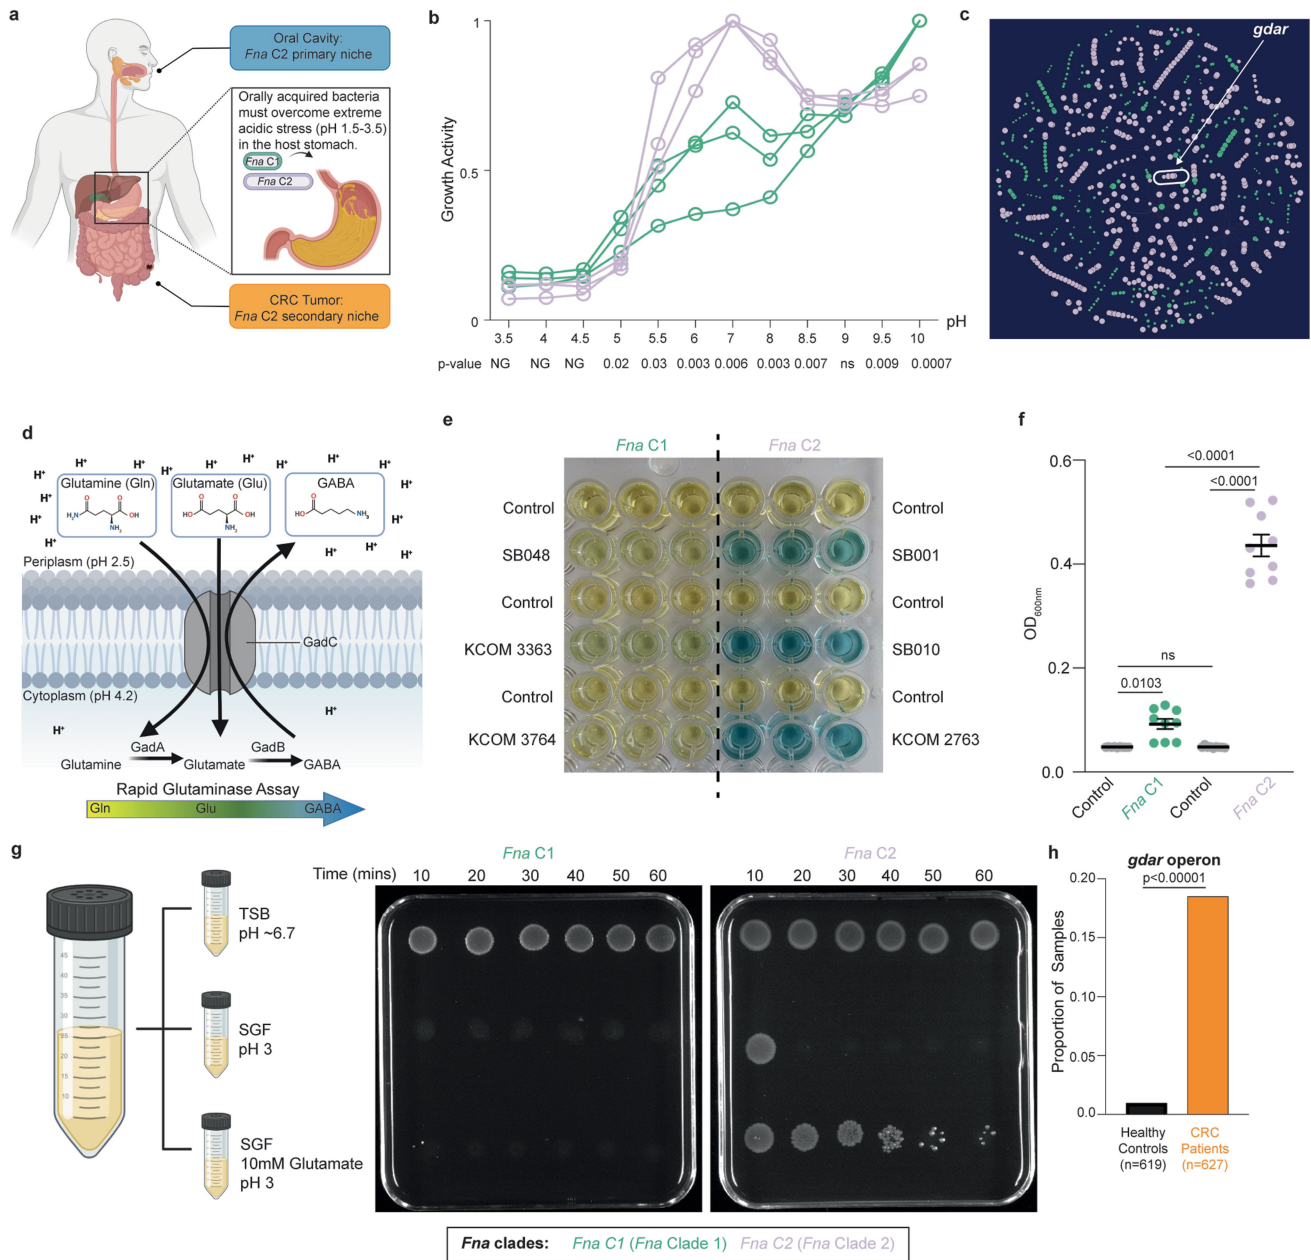 a
Oral Cavity:
Fna C2 primary niche
Orally acquired bacteria
must overcome extreme
acidic stress (pH 1.5-3.5)
in the host stomach.
Fna C1
Fna C2
CRC Tumor:
Fna C2 secondary niche
b
Growth Activity
1
0.5
0
pH
3.5 4 4.5 5 5.5 6 6.5 7 8 8.5 9 9.5 10
p-value NG NG NG 0.02 0.03 0.003 0.006 0.003 0.007 ns 0.009 0.0007
c
gdar
d
H+ H+ H+ H+ H+ H+ H+ H+ H+
Glutamine (Gln) Glutamate (Glu) GABA
H+ H+ H+ H+ H+ H+ H+ H+ H+
Periplasm (pH 2.5)
GadC
Cytoplasm (pH 4.2)
H+
H+
GadA GadB
Glutamine Glutamate GABA
Rapid Glutaminase Assay
Gln Glu GABA
e
Fna C1 Fna C2
Control Control
SB048 SB001
Control Control
KCOM 3363 SB010
Control Control
KCOM 3764 KCOM 2763
f
OD600nm
0.6
0.4
0.2
0.0
<0.0001
<0.0001
ns
0.0103
Control Fna C1 Control Fna C2
g
45
40
35
30
25
20
15
10
TSB
pH ~6.7
SGF
pH 3
SGF
10mM Glutamate
pH 3
Fna C1 Fna C2
Time (mins) 10 20 30 40 50 60 10 20 30 40 50 60
h
gdar operon
p<0.00001
Proportion of Samples
0.20
0.15
0.10
0.05
0.0
Healthy
Controls
(n=619)
CRC
Patients
(n=627)
Fna clades: Fna C1 (Fna Clade 1) Fna C2 (Fna Clade 2)